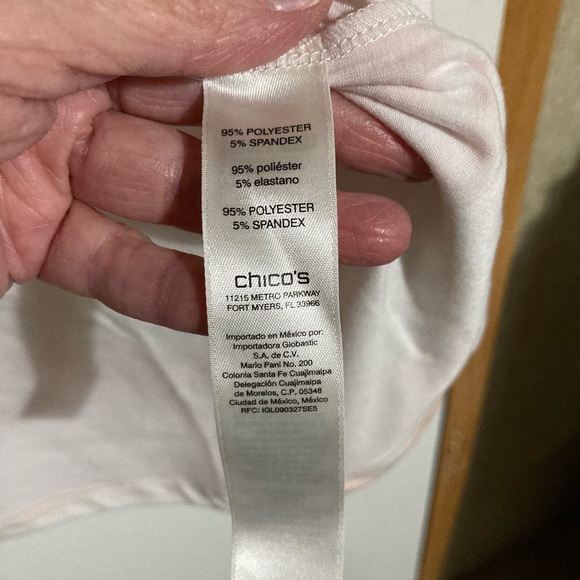 95% POLYESTER
5% SPANDEX
95% poliéster
5% elastano
95% POLYESTER
5% SPANDEX
chico's
11215 METRO PARKWAY
FORT MYERS, FL 33966
Importado en México por:
Importadora Globastic
S.A. de C.V.
Mario Pani No. 200
Colonia Santa Fe Cuajimalpa
Delegación Cuajimalpa
de Morelos, C.P. 05348
Ciudad de México, México
RFC: IGL090327SE5